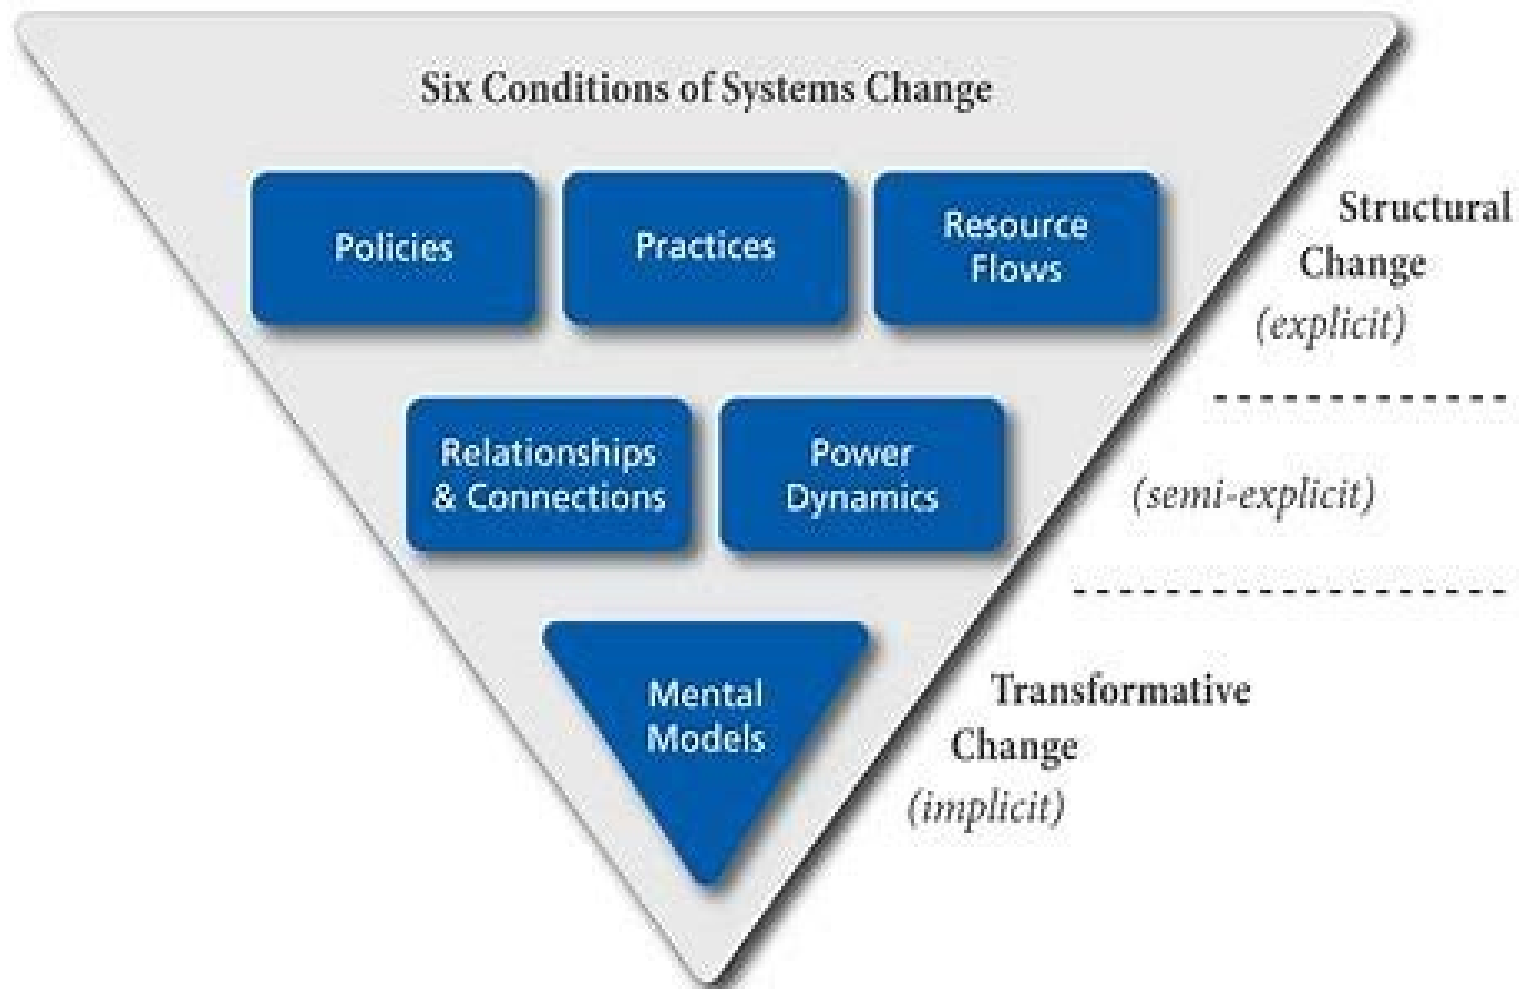 Six Conditions of Systems Change
Policies
Practices
Resource
Flows
Structural
Change
(explicit)
Relationships
& Connections
Power
Dynamics
(semi-explicit)
Mental
Models
Transformative
Change
(implicit)